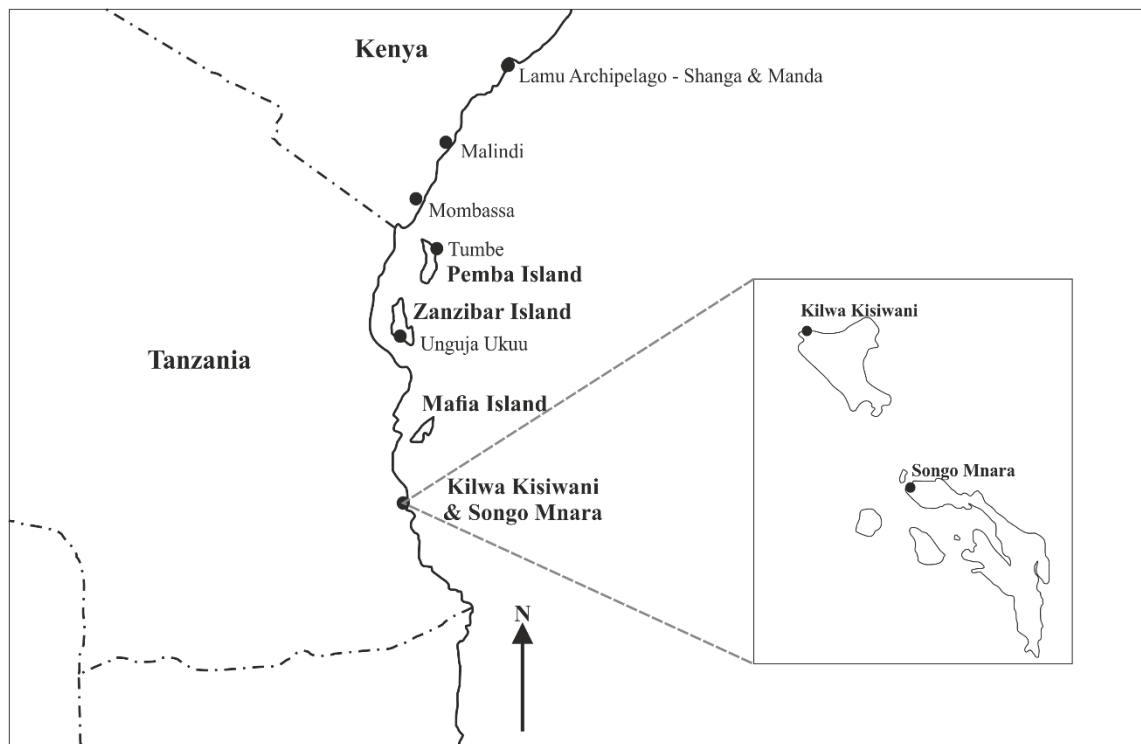 Kenya
Lamu Archipelago - Shanga & Manda
Malindi
Mombassa
Tumbe
Pemba Island
Zanzibar Island
Unguja Ukuu
Tanzania
Mafia Island
Kilwa Kisiwani
& Songo Mnara
N
Kilwa Kisiwani
Songo Mnara